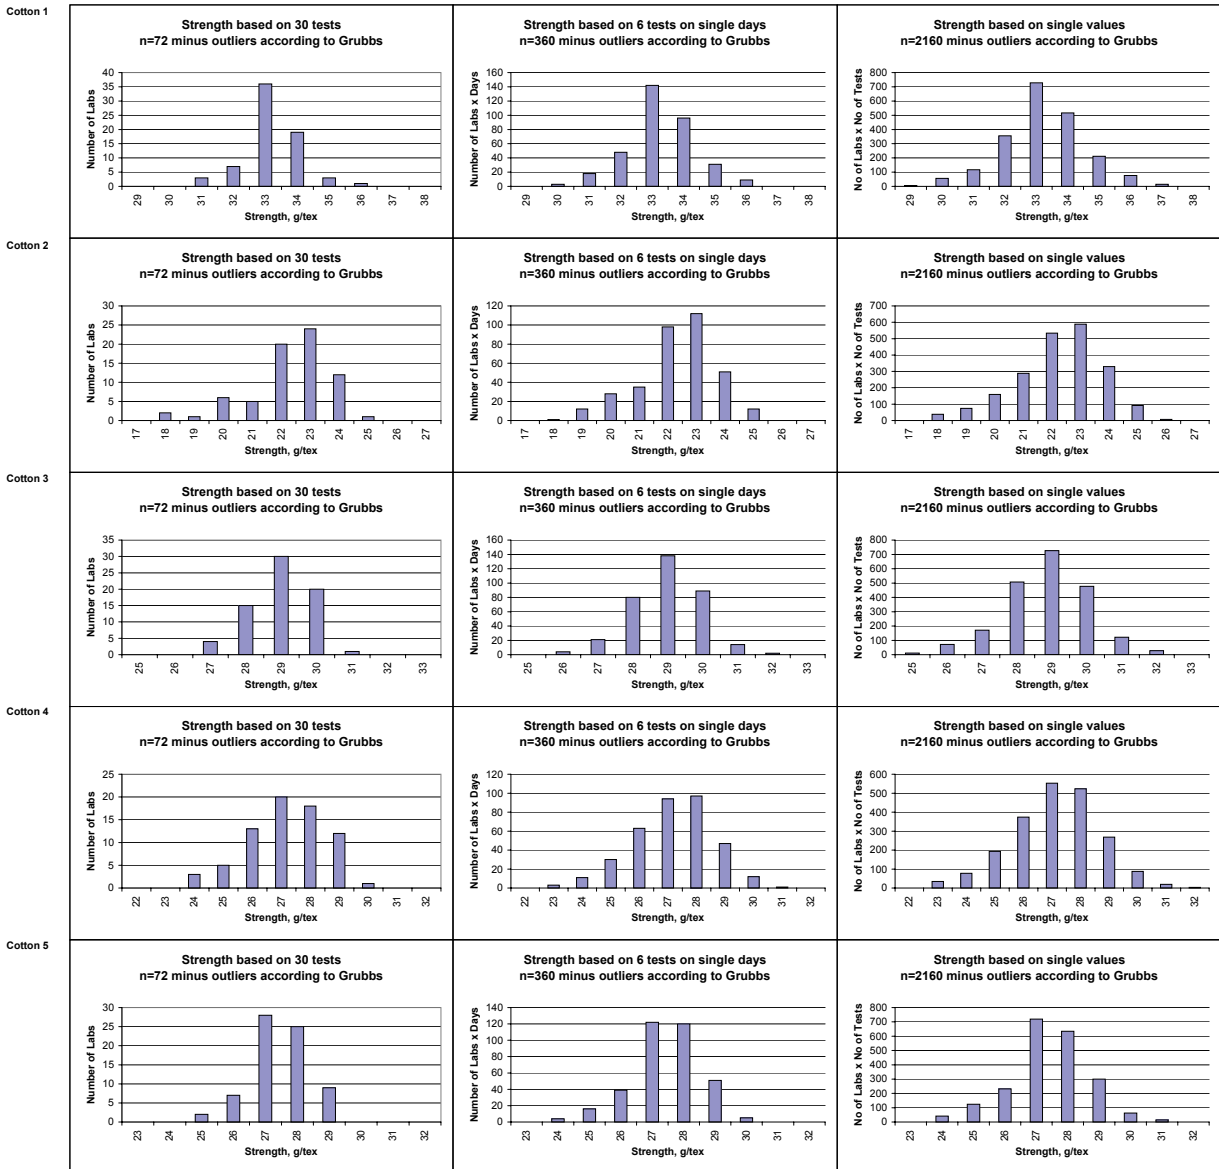 Cotton 1
Strength based on 30 tests
n=72 minus outliers according to Grubbs
Number of Labs
40
35
30
25
20
15
10
5
0
29 30 31 32 33 34 35 36 37 38
Strength, g/tex
Strength based on 6 tests on single days
n=360 minus outliers according to Grubbs
Number of Labs x Days
160
140
120
100
80
60
40
20
0
29 30 31 32 33 34 35 36 37 38
Strength, g/tex
Strength based on single values
n=2160 minus outliers according to Grubbs
No of Labs x No of Tests
800
700
600
500
400
300
200
100
0
29 30 31 32 33 34 35 36 37 38
Strength, g/tex
Cotton 2
Strength based on 30 tests
n=72 minus outliers according to Grubbs
Number of Labs
30
25
20
15
10
5
0
17 18 19 20 21 22 23 24 25 26 27
Strength, g/tex
Strength based on 6 tests on single days
n=360 minus outliers according to Grubbs
Number of Labs x Days
120
100
80
60
40
20
0
17 18 19 20 21 22 23 24 25 26 27
Strength, g/tex
Strength based on single values
n=2160 minus outliers according to Grubbs
No of Labs x No of Tests
700
600
500
400
300
200
100
0
17 18 19 20 21 22 23 24 25 26 27
Strength, g/tex
Cotton 3
Strength based on 30 tests
n=72 minus outliers according to Grubbs
Number of Labs
35
30
25
20
15
10
5
0
25 26 27 28 29 30 31 32 33
Strength, g/tex
Strength based on 6 tests on single days
n=360 minus outliers according to Grubbs
Number of Labs x Days
160
140
120
100
80
60
40
20
0
25 26 27 28 29 30 31 32 33
Strength, g/tex
Strength based on single values
n=2160 minus outliers according to Grubbs
No of Labs x No of Tests
800
700
600
500
400
300
200
100
0
25 26 27 28 29 30 31 32 33
Strength, g/tex
Cotton 4
Strength based on 30 tests
n=72 minus outliers according to Grubbs
Number of Labs
25
20
15
10
5
0
22 23 24 25 26 27 28 29 30 31 32
Strength, g/tex
Strength based on 6 tests on single days
n=360 minus outliers according to Grubbs
Number of Labs x Days
120
100
80
60
40
20
0
22 23 24 25 26 27 28 29 30 31 32
Strength, g/tex
Strength based on single values
n=2160 minus outliers according to Grubbs
No of Labs x No of Tests
600
500
400
300
200
100
0
22 23 24 25 26 27 28 29 30 31 32
Strength, g/tex
Cotton 5
Strength based on 30 tests
n=72 minus outliers according to Grubbs
Number of Labs
30
25
20
15
10
5
0
23 24 25 26 27 28 29 30 31 32
Strength, g/tex
Strength based on 6 tests on single days
n=360 minus outliers according to Grubbs
Number of Labs x Days
140
120
100
80
60
40
20
0
23 24 25 26 27 28 29 30 31 32
Strength, g/tex
Strength based on single values
n=2160 minus outliers according to Grubbs
No of Labs x No of Tests
800
700
600
500
400
300
200
100
0
23 24 25 26 27 28 29 30 31 32
Strength, g/tex